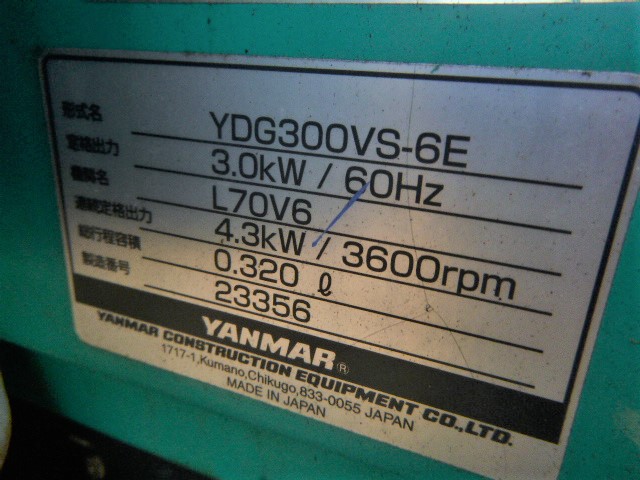 形式名 YDG300VS-6E
定格出力 3.0kW / 60Hz
機関名 L70V6
連続定格出力 4.3kW / 3600rpm
総行程容積 0.320 ℓ
製造番号 23356
YANMAR®
YANMAR CONSTRUCTION EQUIPMENT CO.,LTD.
1717-1,Kumano,Chikugo,833-0055 JAPAN
MADE IN JAPAN